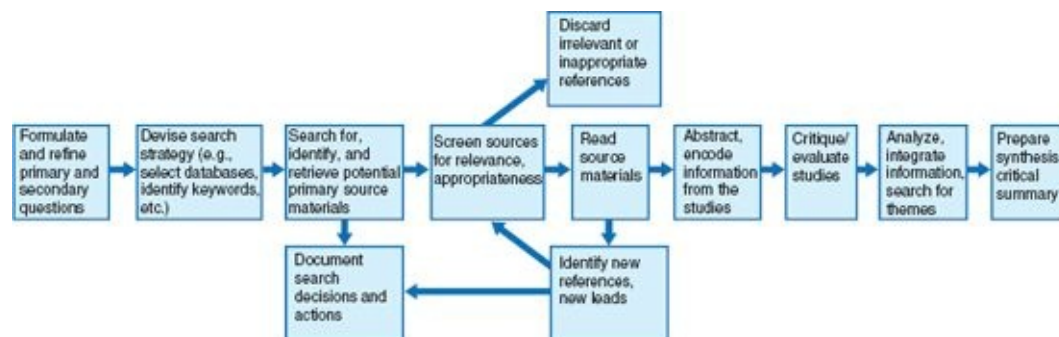 Discard
irrelevant or
inappropriate
references
Formulate
and refine
primary and
secondary
questions
Devise search
strategy (e.g.,
select databases,
identify keywords,
etc.)
Search for,
identify, and
retrieve potential
primary source
materials
Screen sources
for relevance,
appropriateness
Read
source
materials
Abstract,
encode
information
from the
studies
Critique/
evaluate
studies
Analyze,
integrate
information,
search for
themes
Prepare
synthesis
critical
summary
Document
search
decisions and
actions
Identify new
references,
new leads